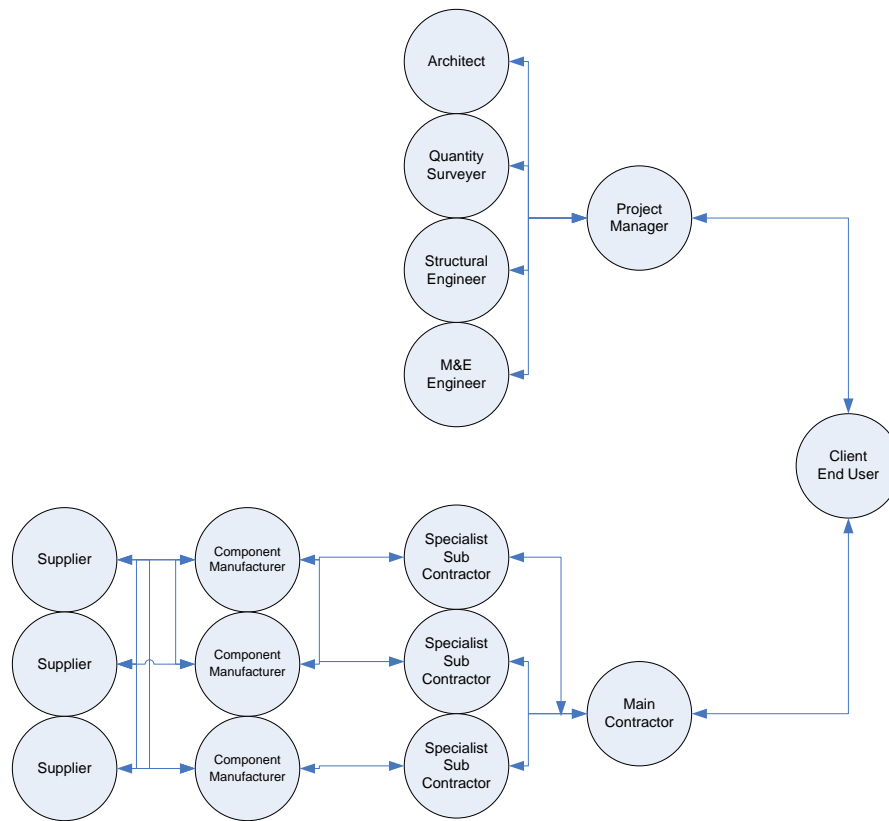 Architect
Quantity
Surveyer
Project
Manager
Structural
Engineer
M&E
Engineer
Client
End User
Supplier
Component
Manufacturer
Specialist
Sub
Contractor
Supplier
Component
Manufacturer
Specialist
Sub
Contractor
Main
Contractor
Supplier
Component
Manufacturer
Specialist
Sub
Contractor